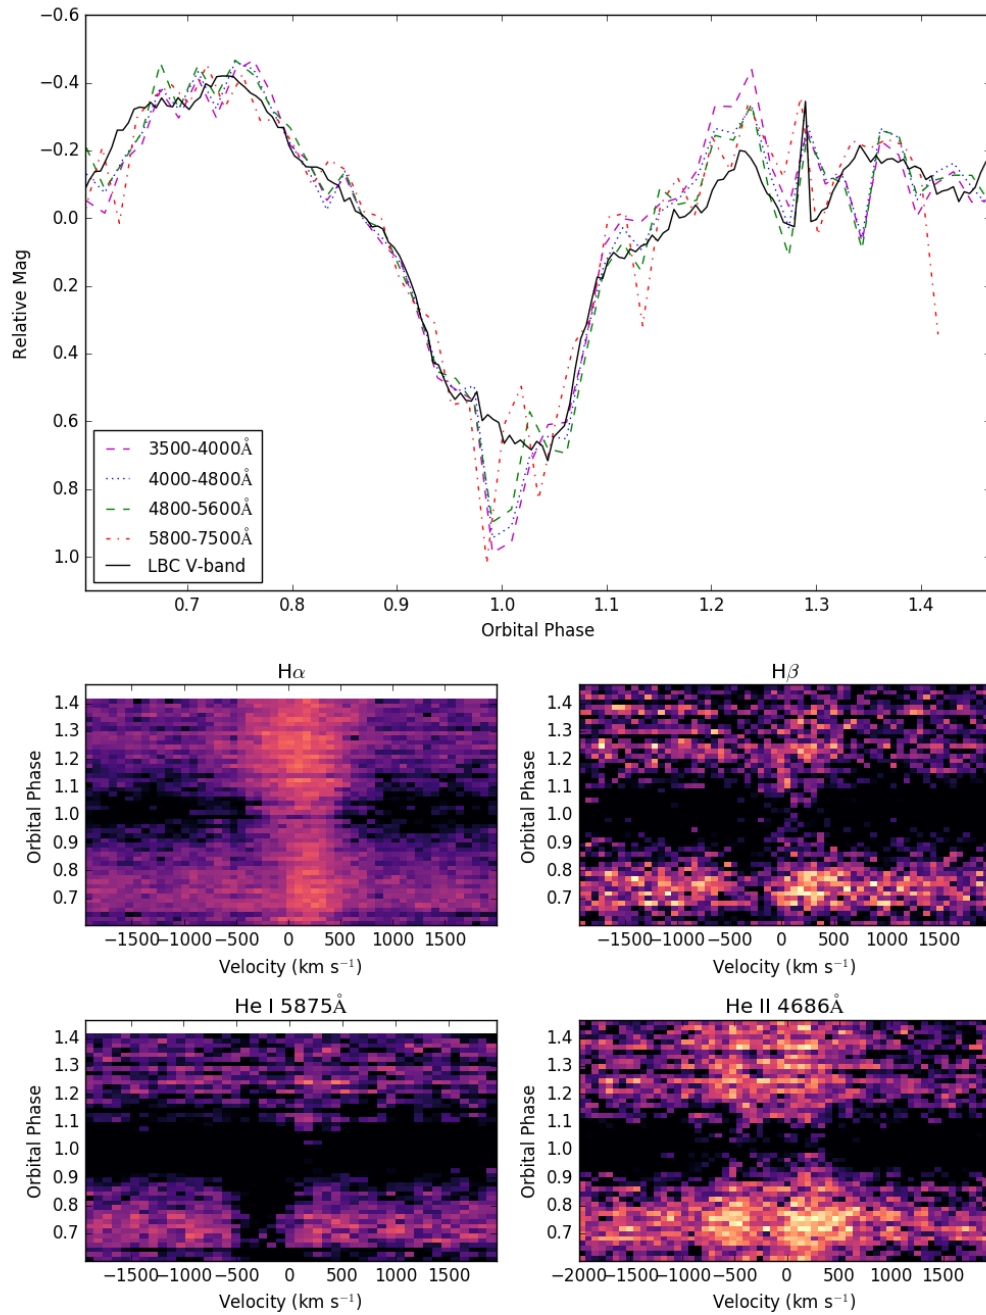 −0.6
−0.4
−0.2
0.0
0.2
0.4
0.6
0.8
1.0
Relative Mag
3500-4000Å
4000-4800Å
4800-5600Å
5800-7500Å
LBC V-band
0.7 0.8 0.9 1.0 1.1 1.2 1.3 1.4
Orbital Phase
Hα
1.4
1.3
1.2
1.1
1.0
0.9
0.8
0.7
Orbital Phase
−1500 −1000 −500 0 500 1000 1500
Velocity (km s⁻¹)
Hβ
1.4
1.3
1.2
1.1
1.0
0.9
0.8
0.7
Orbital Phase
−1500 −1000 −500 0 500 1000 1500
Velocity (km s⁻¹)
He I 5875Å
1.4
1.3
1.2
1.1
1.0
0.9
0.8
0.7
Orbital Phase
−1500 −1000 −500 0 500 1000 1500
Velocity (km s⁻¹)
He II 4686Å
1.4
1.3
1.2
1.1
1.0
0.9
0.8
0.7
Orbital Phase
−2000 −1500 −1000 −500 0 500 1000 1500
Velocity (km s⁻¹)